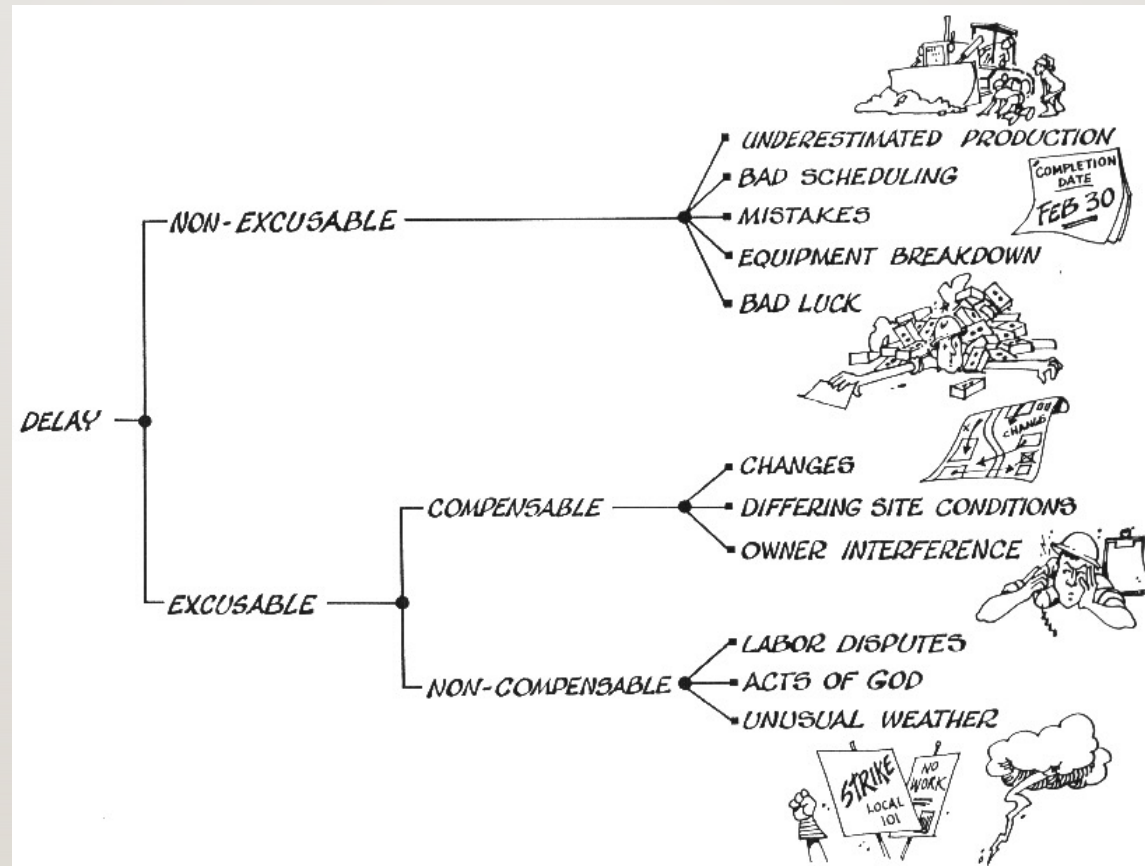 UNDERESTIMATED PRODUCTION
BAD SCHEDULING
COMPLETION
DATE
FEB 30
NON-EXCUSABLE
MISTAKES
EQUIPMENT BREAKDOWN
BAD LUCK
DELAY
CHANGE
CHANGES
COMPENSABLE
DIFFERING SITE CONDITIONS
OWNER INTERFERENCE
EXCUSABLE
LABOR DISPUTES
NON-COMPENSABLE
ACTS OF GOD
UNUSUAL WEATHER
STRIKE
LOCAL
101
NO
WORK